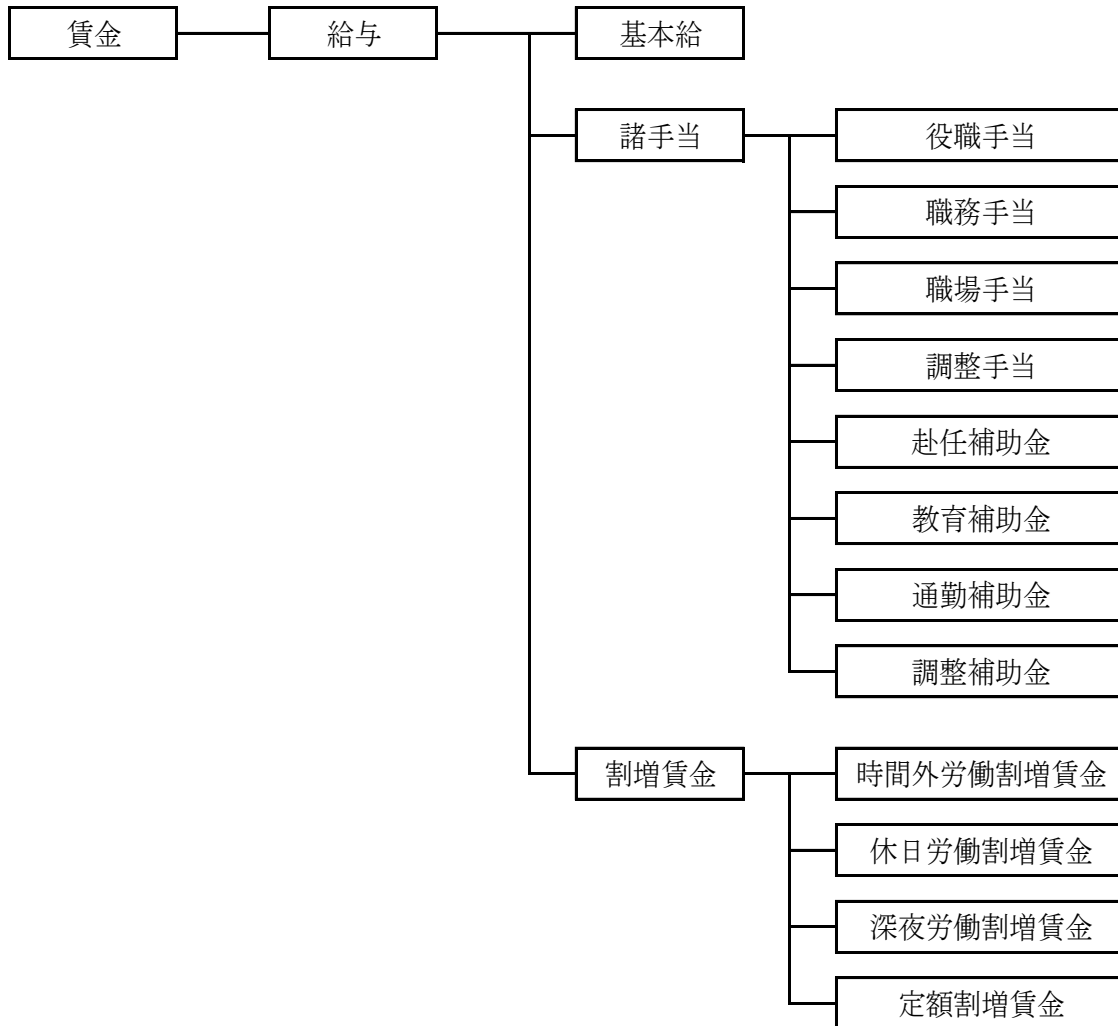 賃金
給与
基本給
諸手当
役職手当
職務手当
職場手当
調整手当
赴任補助金
教育補助金
通勤補助金
調整補助金
割増賃金
時間外労働割増賃金
休日労働割増賃金
深夜労働割増賃金
定額割増賃金